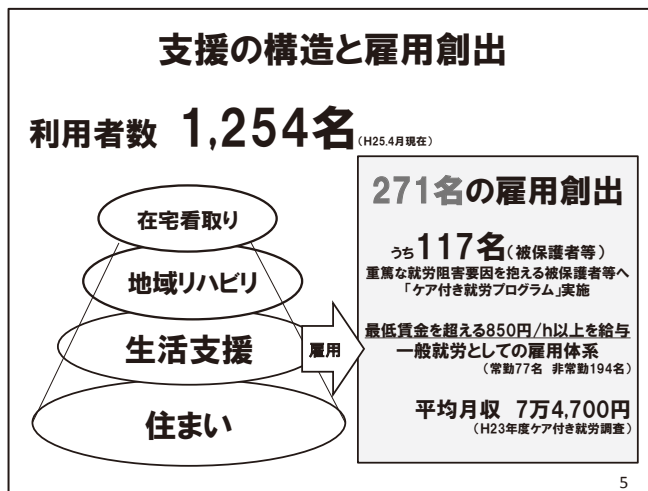 支援の構造と雇用創出
利用者数 1,254名(H25.4月現在)
在宅看取り
地域リハビリ
生活支援
住まい
雇用
271名の雇用創出
うち117名(被保護者等)
重篤な就労阻害要因を抱える被保護者等へ
「ケア付き就労プログラム」実施
最低賃金を超える850円/h以上を給与
一般就労としての雇用体系
(常勤77名 非常勤194名)
平均月収 7万4,700円
(H23年度ケア付き就労調査)
5